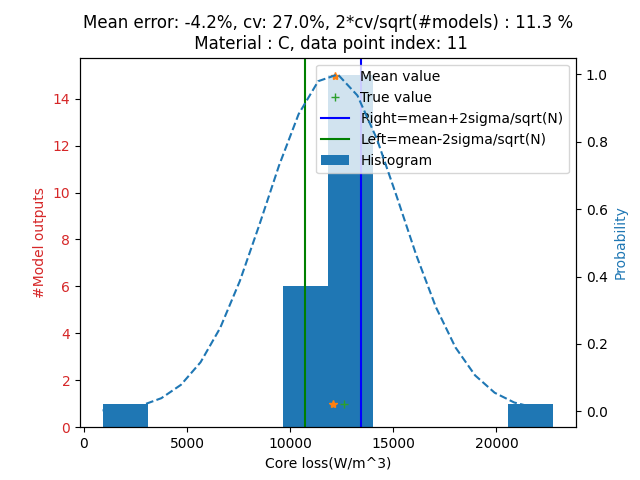 Mean error: -4.2%, cv: 27.0%, 2*cv/sqrt(#models) : 11.3 %
Material : C, data point index: 11
Mean value
True value
Right=mean+2sigma/sqrt(N)
Left=mean-2sigma/sqrt(N)
Histogram
#Model outputs
14
12
10
8
6
4
2
0
1.0
0.8
0.6
0.4
0.2
0.0
Probability
0
5000
10000
15000
20000
Core loss(W/m^3)